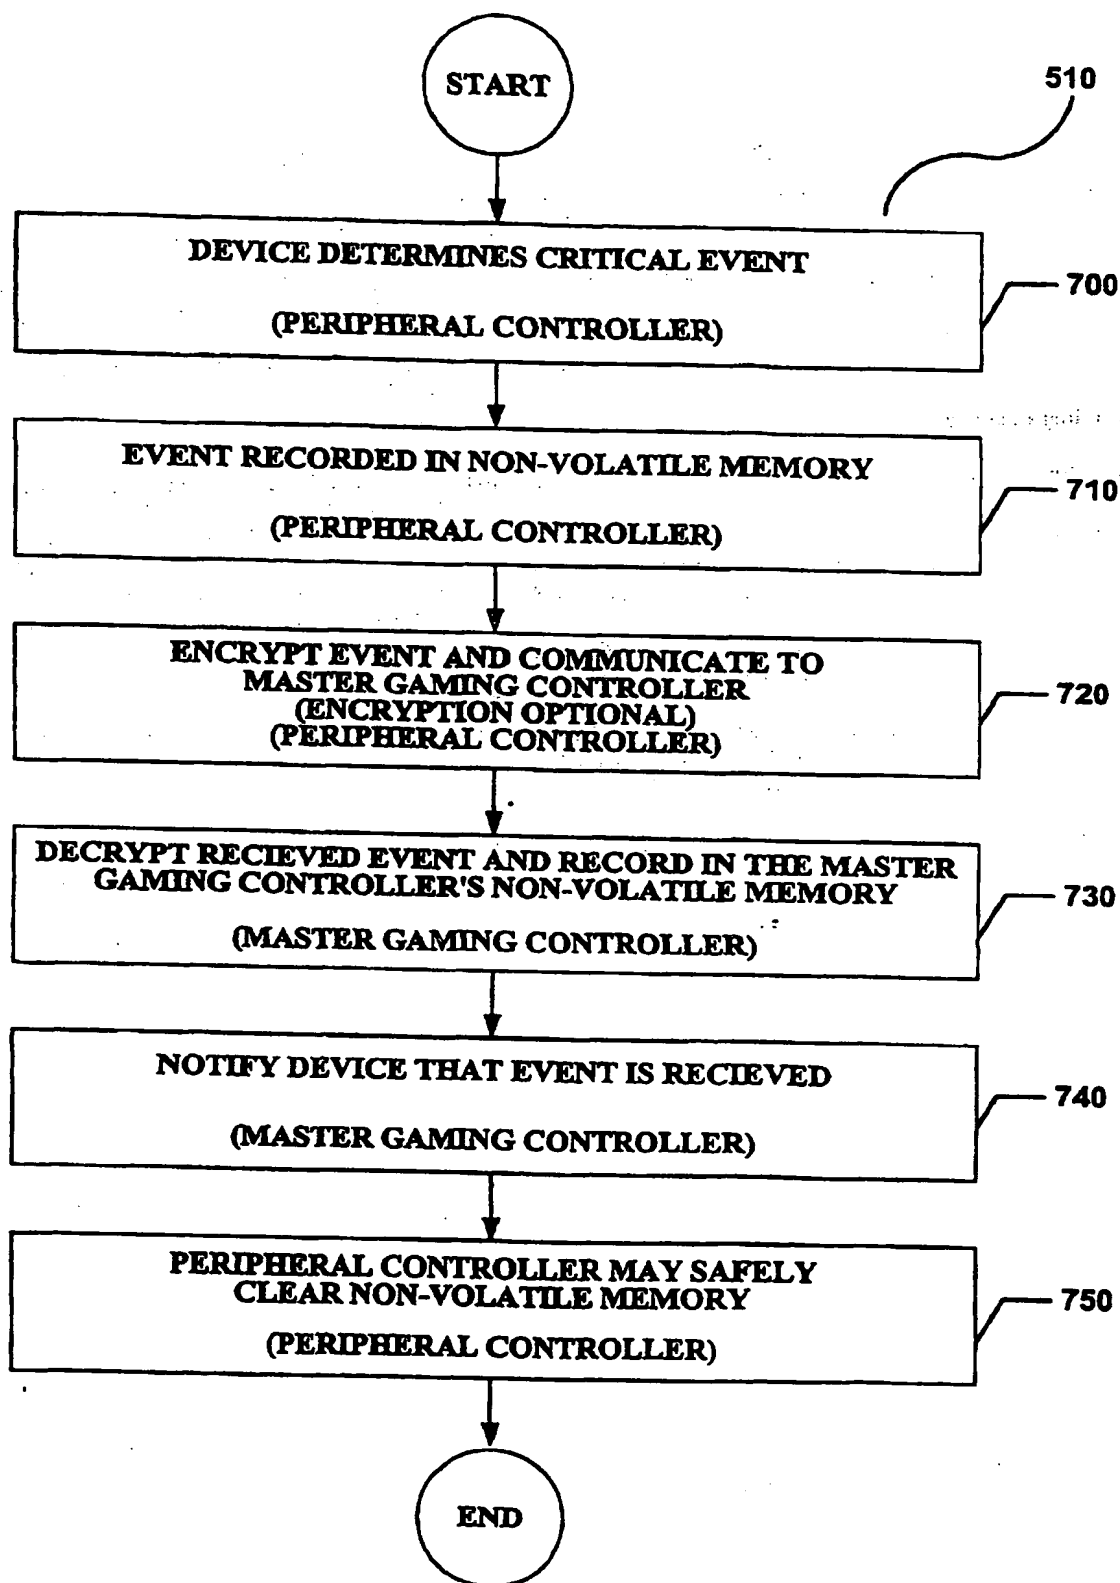 START
510
DEVICE DETERMINES CRITICAL EVENT
(PERIPHERAL CONTROLLER)
700
EVENT RECORDED IN NON-VOLATILE MEMORY
(PERIPHERAL CONTROLLER)
710
ENCRYPT EVENT AND COMMUNICATE TO
MASTER GAMING CONTROLLER
(ENCRYPTION OPTIONAL)
(PERIPHERAL CONTROLLER)
720
DECRYPT RECIEVED EVENT AND RECORD IN THE MASTER
GAMING CONTROLLER'S NON-VOLATILE MEMORY
(MASTER GAMING CONTROLLER)
730
NOTIFY DEVICE THAT EVENT IS RECIEVED
(MASTER GAMING CONTROLLER)
740
PERIPHERAL CONTROLLER MAY SAFELY
CLEAR NON-VOLATILE MEMORY
(PERIPHERAL CONTROLLER)
750
END